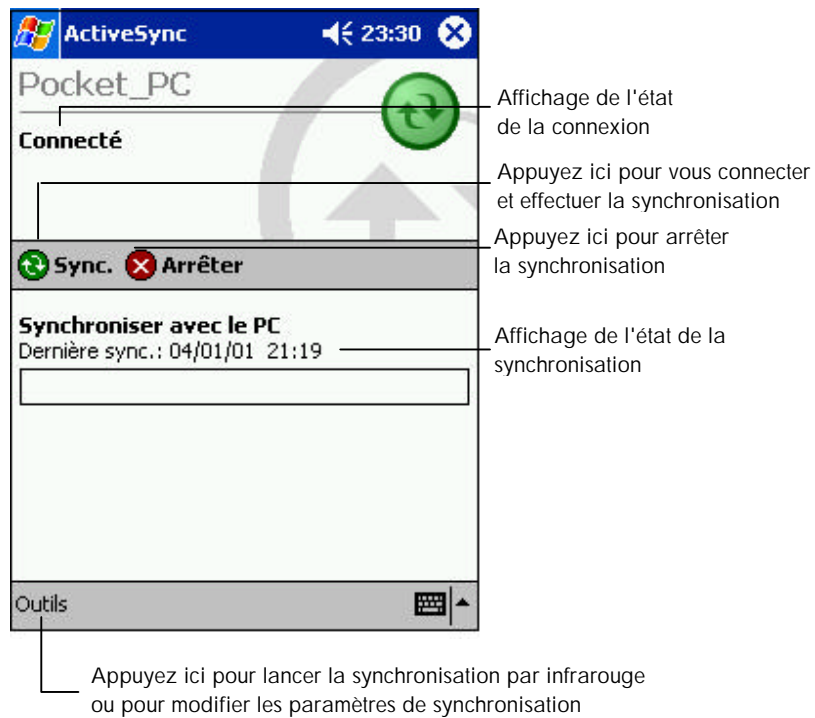 ActiveSync 23:30
Pocket_PC
Connecté
Affichage de l'état
de la connexion
Appuyez ici pour vous connecter
et effectuer la synchronisation
Appuyez ici pour arrêter
la synchronisation
Sync. Arrêter
Synchroniser avec le PC
Dernière sync.: 04/01/01 21:19
Affichage de l'état de la
synchronisation
Outils
Appuyez ici pour lancer la synchronisation par infrarouge
ou pour modifier les paramètres de synchronisation